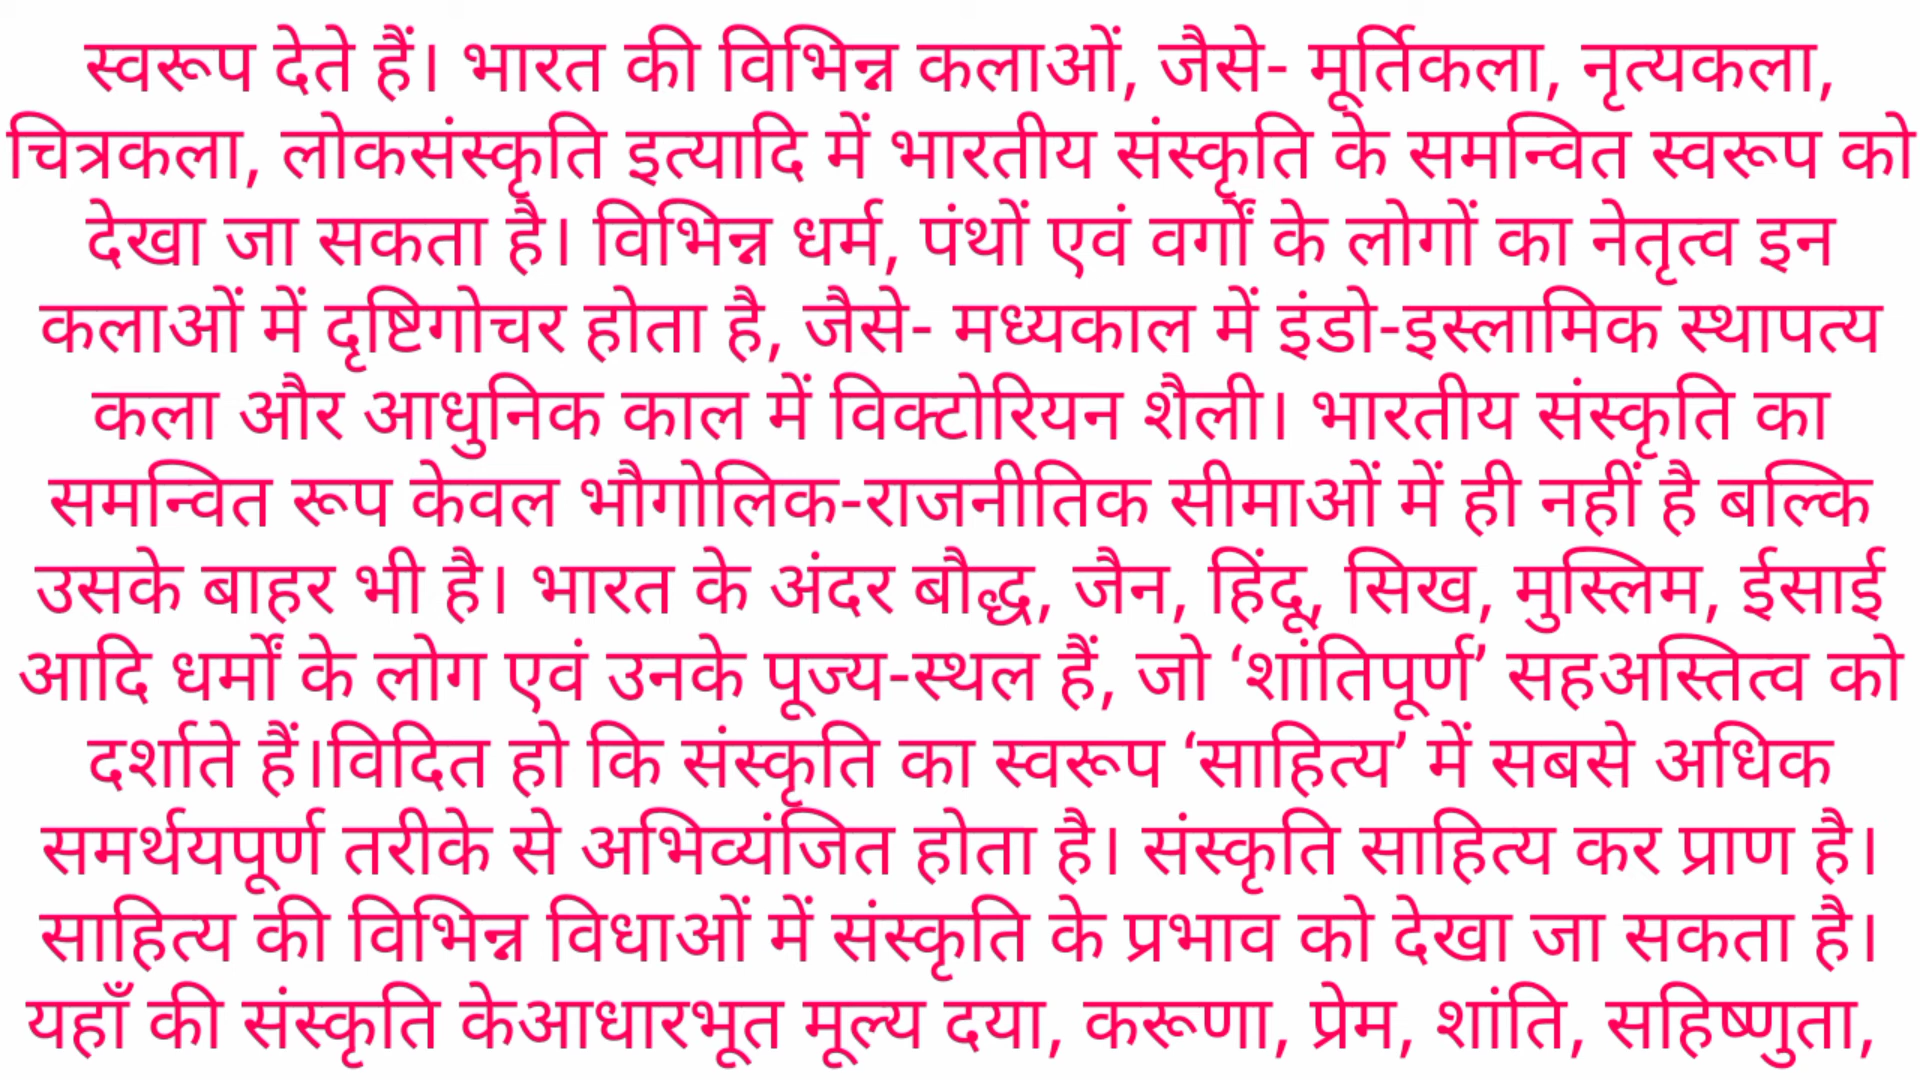 स्वरूप देते हैं। भारत की विभिन्न कलाओं, जैसे- मूर्तिकला, नृत्यकला,
चित्रकला, लोकसंस्कृति इत्यादि में भारतीय संस्कृति के समन्वित स्वरूप को
देखा जा सकता है। विभिन्न धर्म, पंथों एवं वर्गों के लोगों का नेतृत्व इन
कलाओं में दृष्टिगोचर होता है, जैसे- मध्यकाल में इंडो-इस्लामिक स्थापत्य
कला और आधुनिक काल में विक्टोरियन शैली। भारतीय संस्कृति का
समन्वित रूप केवल भौगोलिक-राजनीतिक सीमाओं में ही नहीं है बल्कि
उसके बाहर भी है। भारत के अंदर बौद्ध, जैन, हिंदू, सिख, मुस्लिम, ईसाई
आदि धर्मों के लोग एवं उनके पूज्य-स्थल हैं, जो ‘शांतिपूर्ण’ सहअस्तित्व को
दर्शाते हैं।विदित हो कि संस्कृति का स्वरूप ‘साहित्य’ में सबसे अधिक
समर्थयपूर्ण तरीके से अभिव्यंजित होता है। संस्कृति साहित्य कर प्राण है।
साहित्य की विभिन्न विधाओं में संस्कृति के प्रभाव को देखा जा सकता है।
यहाँ की संस्कृति केआधारभूत मूल्य दया, करूणा, प्रेम, शांति, सहिष्णुता,